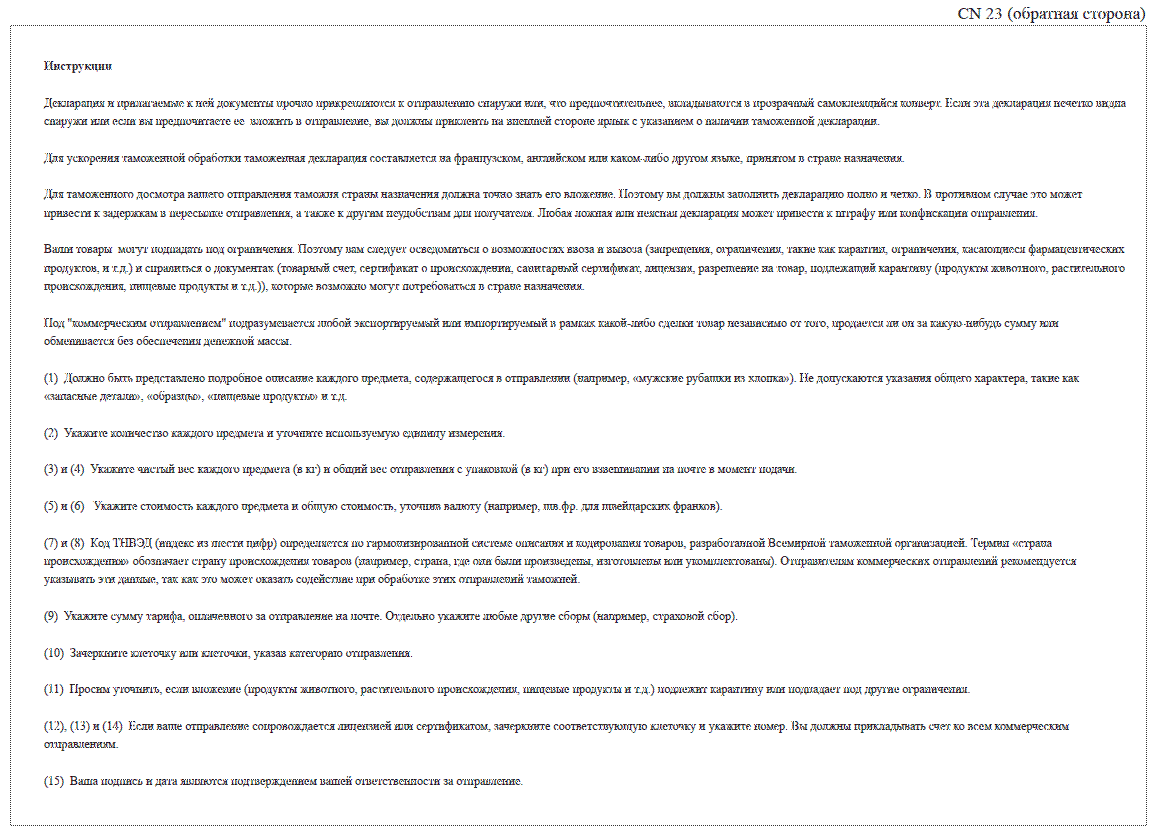 CN 23 (обратная сторона)
Инструкции
Декларация и прилагаемые к ней документы прочно прикрепляются к отправлению снаружи или, что предпочтительнее, вкладываются в прозрачный самоклеящийся конверт. Если эта декларация нечетко видна
снаружи или если вы предпочитаете ее вложить в отправление, вы должны приклеить на внешней стороне ярлык с указанием о наличии таможенной декларации.
Для ускорения таможенной обработки таможенная декларация составляется на французском, английском или каком-либо другом языке, принятом в стране назначения.
Для таможенного досмотра вашего отправления таможня страны назначения должна точно знать его вложение. Поэтому вы должны заполнить декларацию полно и четко. В противном случае это может
привести к задержкам в пересылке отправления, а также к другим неудобствам для получателя. Любая ложная или неясная декларация может привести к штрафу или конфискации отправления.
Ваши товары могут подпадать под ограничения. Поэтому вам следует осведомиться о возможностях ввоза и вывоза (запрещения, ограничения, такие как карантин, ограничения, касающиеся фармацевтических
продуктов, и т.д.) и справиться о документах (товарный счет, сертификат о происхождении, санитарный сертификат, лицензия, разрешение на товар, подлежащий карантину (продукты животного, растительного
происхождения, пищевые продукты и т.д.)), которые возможно могут потребоваться в стране назначения.
Под "коммерческим отправлением" подразумевается любой экспортируемый или импортируемый в рамках какой-либо сделки товар независимо от того, продается ли он за какую-нибудь сумму или
обменивается без обеспечения денежной массы.
(1) Должно быть представлено подробное описание каждого предмета, содержащегося в отправлении (например, «мужские рубашки из хлопка»). Не допускаются указания общего характера, такие как
«запасные детали», «образцы», «пищевые продукты» и т.д.
(2) Укажите количество каждого предмета и уточните используемую единицу измерения.
(3) и (4) Укажите чистый вес каждого предмета (в кг) и общий вес отправления с упаковкой (в кг) при его взвешивании на почте в момент подачи.
(5) и (6) Укажите стоимость каждого предмета и общую стоимость, уточнив валюту (например, шв.фр. для швейцарских франков).
(7) и (8) Код ТНВЭД (индекс из шести цифр) определяется по гармонизированной системе описания и кодирования товаров, разработанной Всемирной таможенной организацией. Термин «страна
происхождения» обозначает страну происхождения товаров (например, страна, где они были произведены, изготовлены или укомплектованы). Отправителям коммерческих отправлений рекомендуется
указывать эти данные, так как это может оказать содействие при обработке этих отправлений таможней.
(9) Укажите сумму тарифа, оплаченного за отправление на почте. Отдельно укажите любые другие сборы (например, страховой сбор).
(10) Зачеркните клеточку или клеточки, указав категорию отправления.
(11) Просим уточнить, если вложение (продукты животного, растительного происхождения, пищевые продукты и т.д.) подлежит карантину или подпадает под другие ограничения.
(12), (13) и (14) Если ваше отправление сопровождается лицензией или сертификатом, зачеркните соответствующую клеточку и укажите номер. Вы должны прикладывать счет ко всем коммерческим
отправлениям.
(15) Ваша подпись и дата являются подтверждением вашей ответственности за отправление.